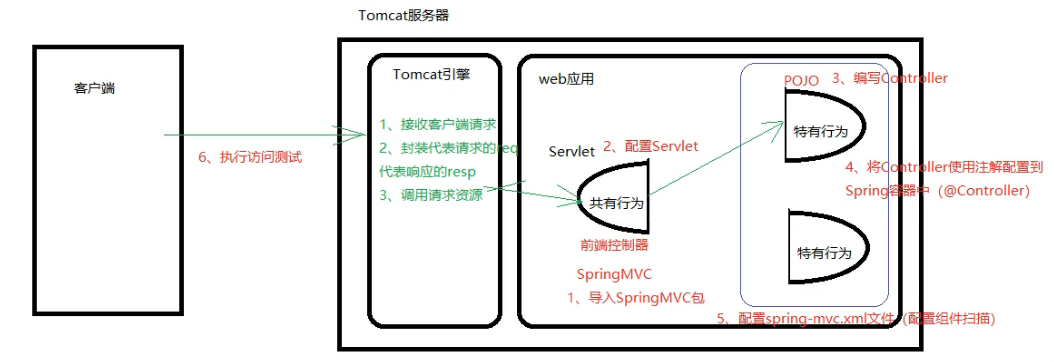 Tomcat服务器
客户端
6、执行访问测试
Tomcat引擎
1、接收客户端请求
2、封装代表请求的req
代表响应的resp
3、调用请求资源
web应用
Servlet
2、配置Servlet
共有行为
前端控制器
SpringMVC
1、导入SpringMVC包
POJO
3、编写Controller
特有行为
4、将Controller使用注解配置到
Spring容器中（@Controller）
特有行为
5、配置spring-mvc.xml文件（配置组件扫描）